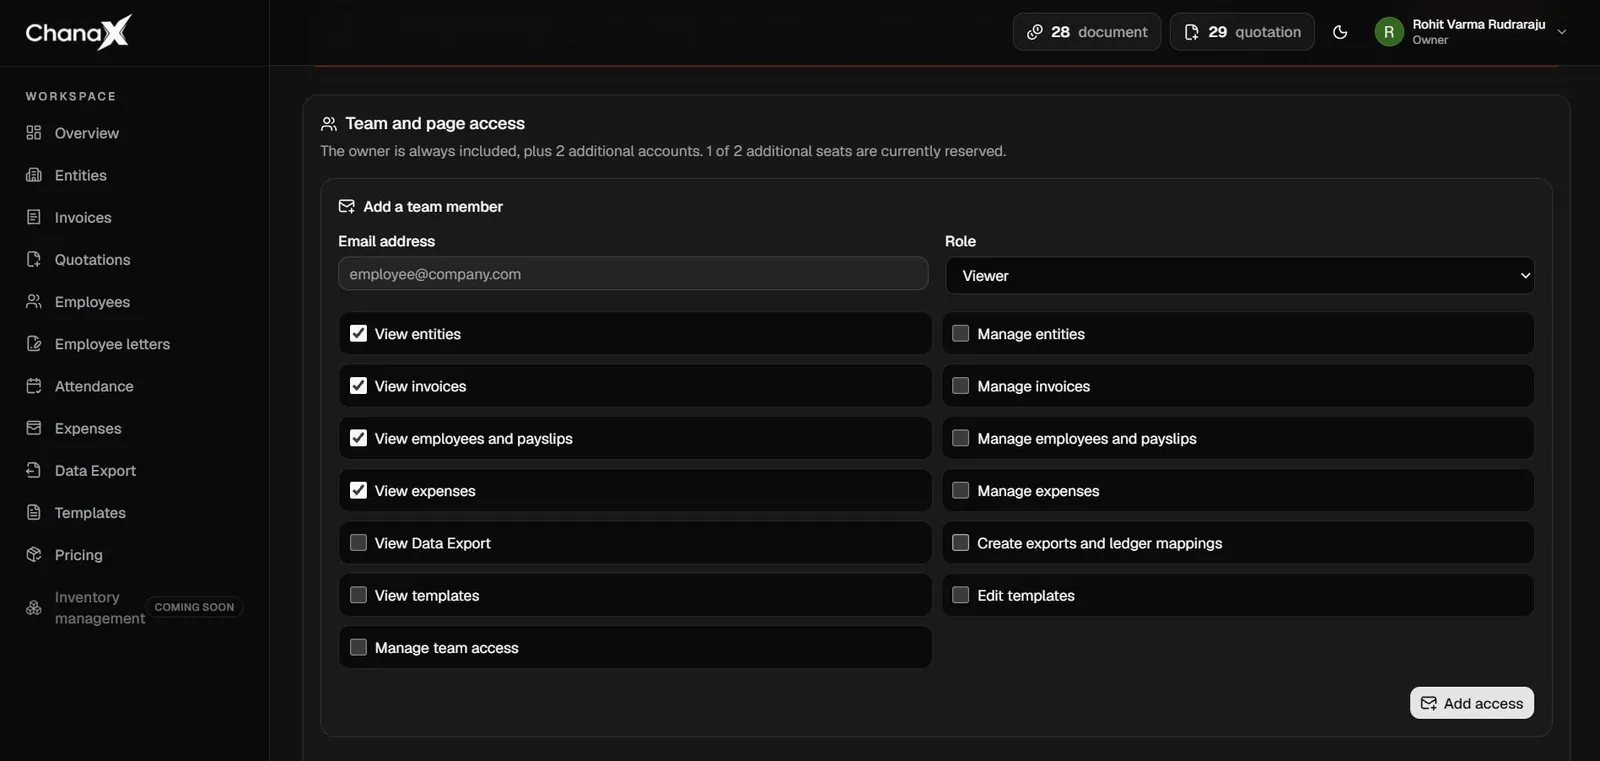 ChanaX
28 document
29 quotation
R
Rohit Varma Rudraraju
Owner
WORKSPACE
Overview
Entities
Invoices
Quotations
Employees
Employee letters
Attendance
Expenses
Data Export
Templates
Pricing
Inventory
management
COMING SOON
Team and page access
The owner is always included, plus 2 additional accounts. 1 of 2 additional seats are currently reserved.
Add a team member
Email address
Role
employee@company.com
Viewer
View entities
Manage entities
View invoices
Manage invoices
View employees and payslips
Manage employees and payslips
View expenses
Manage expenses
View Data Export
Create exports and ledger mappings
View templates
Edit templates
Manage team access
Add access